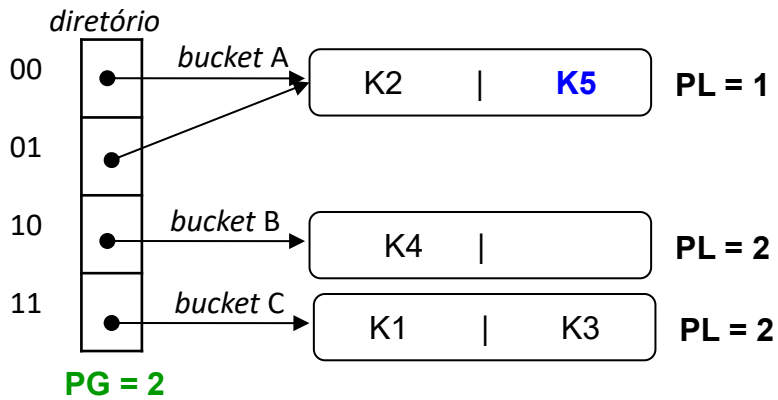 diretório
00 bucket A K2 | K5 PL = 1
01
10 bucket B K4 | PL = 2
11 bucket C K1 | K3 PL = 2
PG = 2